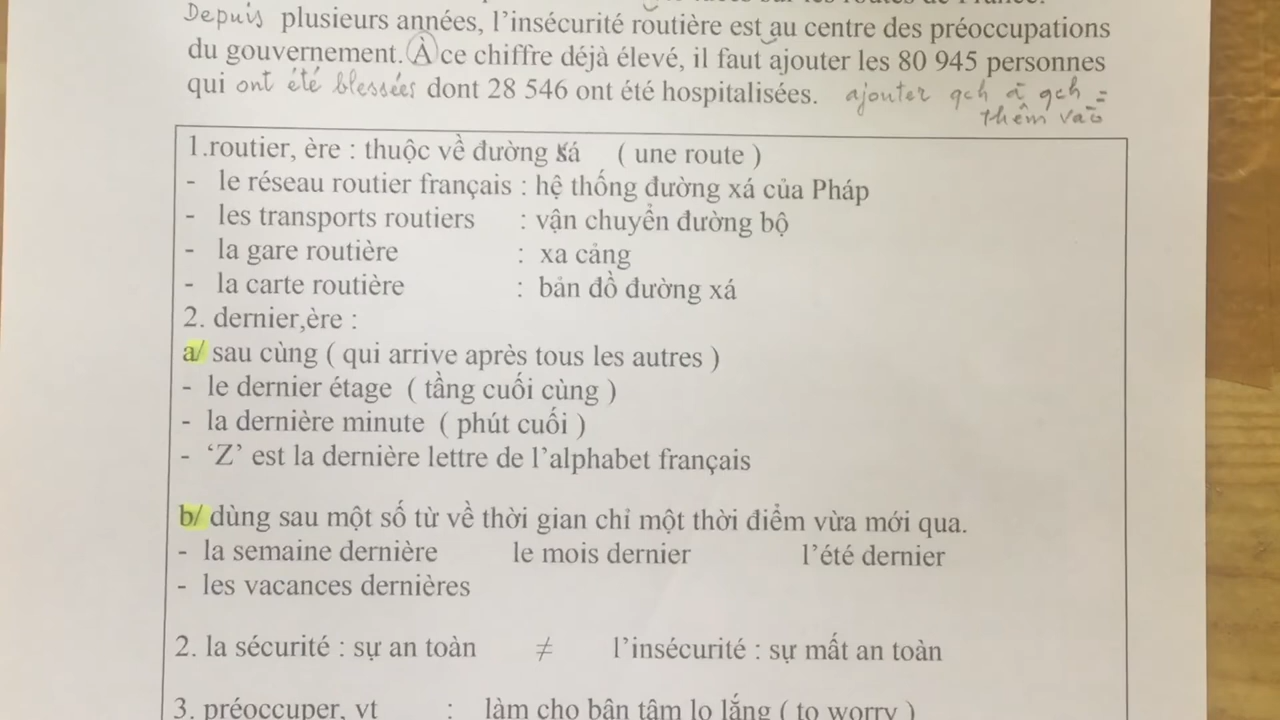 sur les routes de France.
Depuis plusieurs années, l'insécurité routière est au centre des préoccupations
du gouvernement. À ce chiffre déjà élevé, il faut ajouter les 80 945 personnes
qui ont été blessées dont 28 546 ont été hospitalisées. ajouter qch à qch =
thêm vào
1.routier, ère : thuộc về đường xá ( une route )
- le réseau routier français : hệ thống đường xá của Pháp
- les transports routiers : vận chuyển đường bộ
- la gare routière : xa cảng
- la carte routière : bản đồ đường xá
2. dernier,ère :
a/ sau cùng ( qui arrive après tous les autres )
- le dernier étage ( tầng cuối cùng )
- la dernière minute ( phút cuối )
- ‘Z’ est la dernière lettre de l'alphabet français
b/ dùng sau một số từ về thời gian chỉ một thời điểm vừa mới qua.
- la semaine dernière le mois dernier l'été dernier
- les vacances dernières
2. la sécurité : sự an toàn ≠ l'insécurité : sự mất an toàn
3. préoccuper, vt : làm cho bận tâm lo lắng ( to worry )